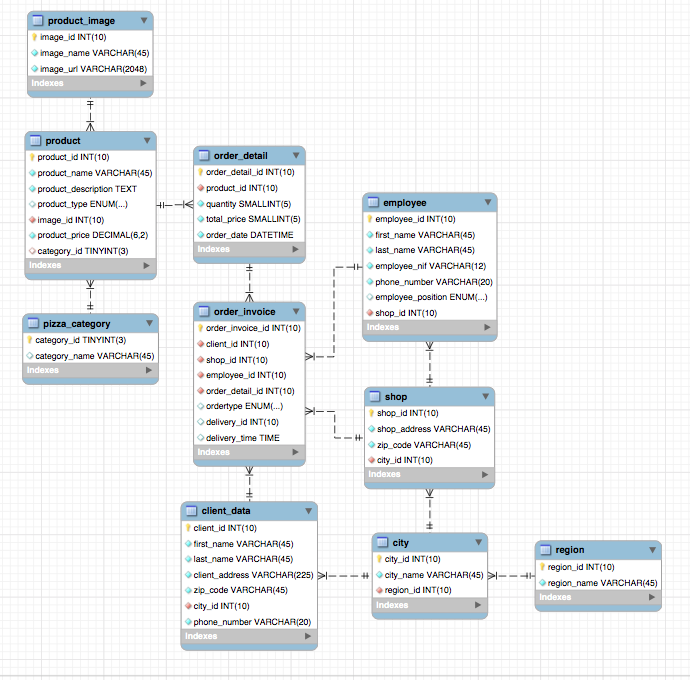 product_image
image_id INT(10)
image_name VARCHAR(45)
image_url VARCHAR(2048)
Indexes
product
product_id INT(10)
product_name VARCHAR(45)
product_description TEXT
product_type ENUM(...)
image_id INT(10)
product_price DECIMAL(6,2)
category_id TINYINT(3)
Indexes
pizza_category
category_id TINYINT(3)
category_name VARCHAR(45)
Indexes
order_detail
order_detail_id INT(10)
product_id INT(10)
quantity SMALLINT(5)
total_price SMALLINT(5)
order_date DATETIME
Indexes
order_invoice
order_invoice_id INT(10)
client_id INT(10)
shop_id INT(10)
employee_id INT(10)
order_detail_id INT(10)
ordertype ENUM(...)
delivery_id INT(10)
delivery_time TIME
Indexes
client_data
client_id INT(10)
first_name VARCHAR(45)
last_name VARCHAR(45)
client_address VARCHAR(225)
zip_code VARCHAR(45)
city_id INT(10)
phone_number VARCHAR(20)
Indexes
employee
employee_id INT(10)
first_name VARCHAR(45)
last_name VARCHAR(45)
employee_nif VARCHAR(12)
phone_number VARCHAR(20)
employee_position ENUM(...)
shop_id INT(10)
Indexes
shop
shop_id INT(10)
shop_address VARCHAR(45)
zip_code VARCHAR(45)
city_id INT(10)
Indexes
city
city_id INT(10)
city_name VARCHAR(45)
region_id INT(10)
Indexes
region
region_id INT(10)
region_name VARCHAR(45)
Indexes